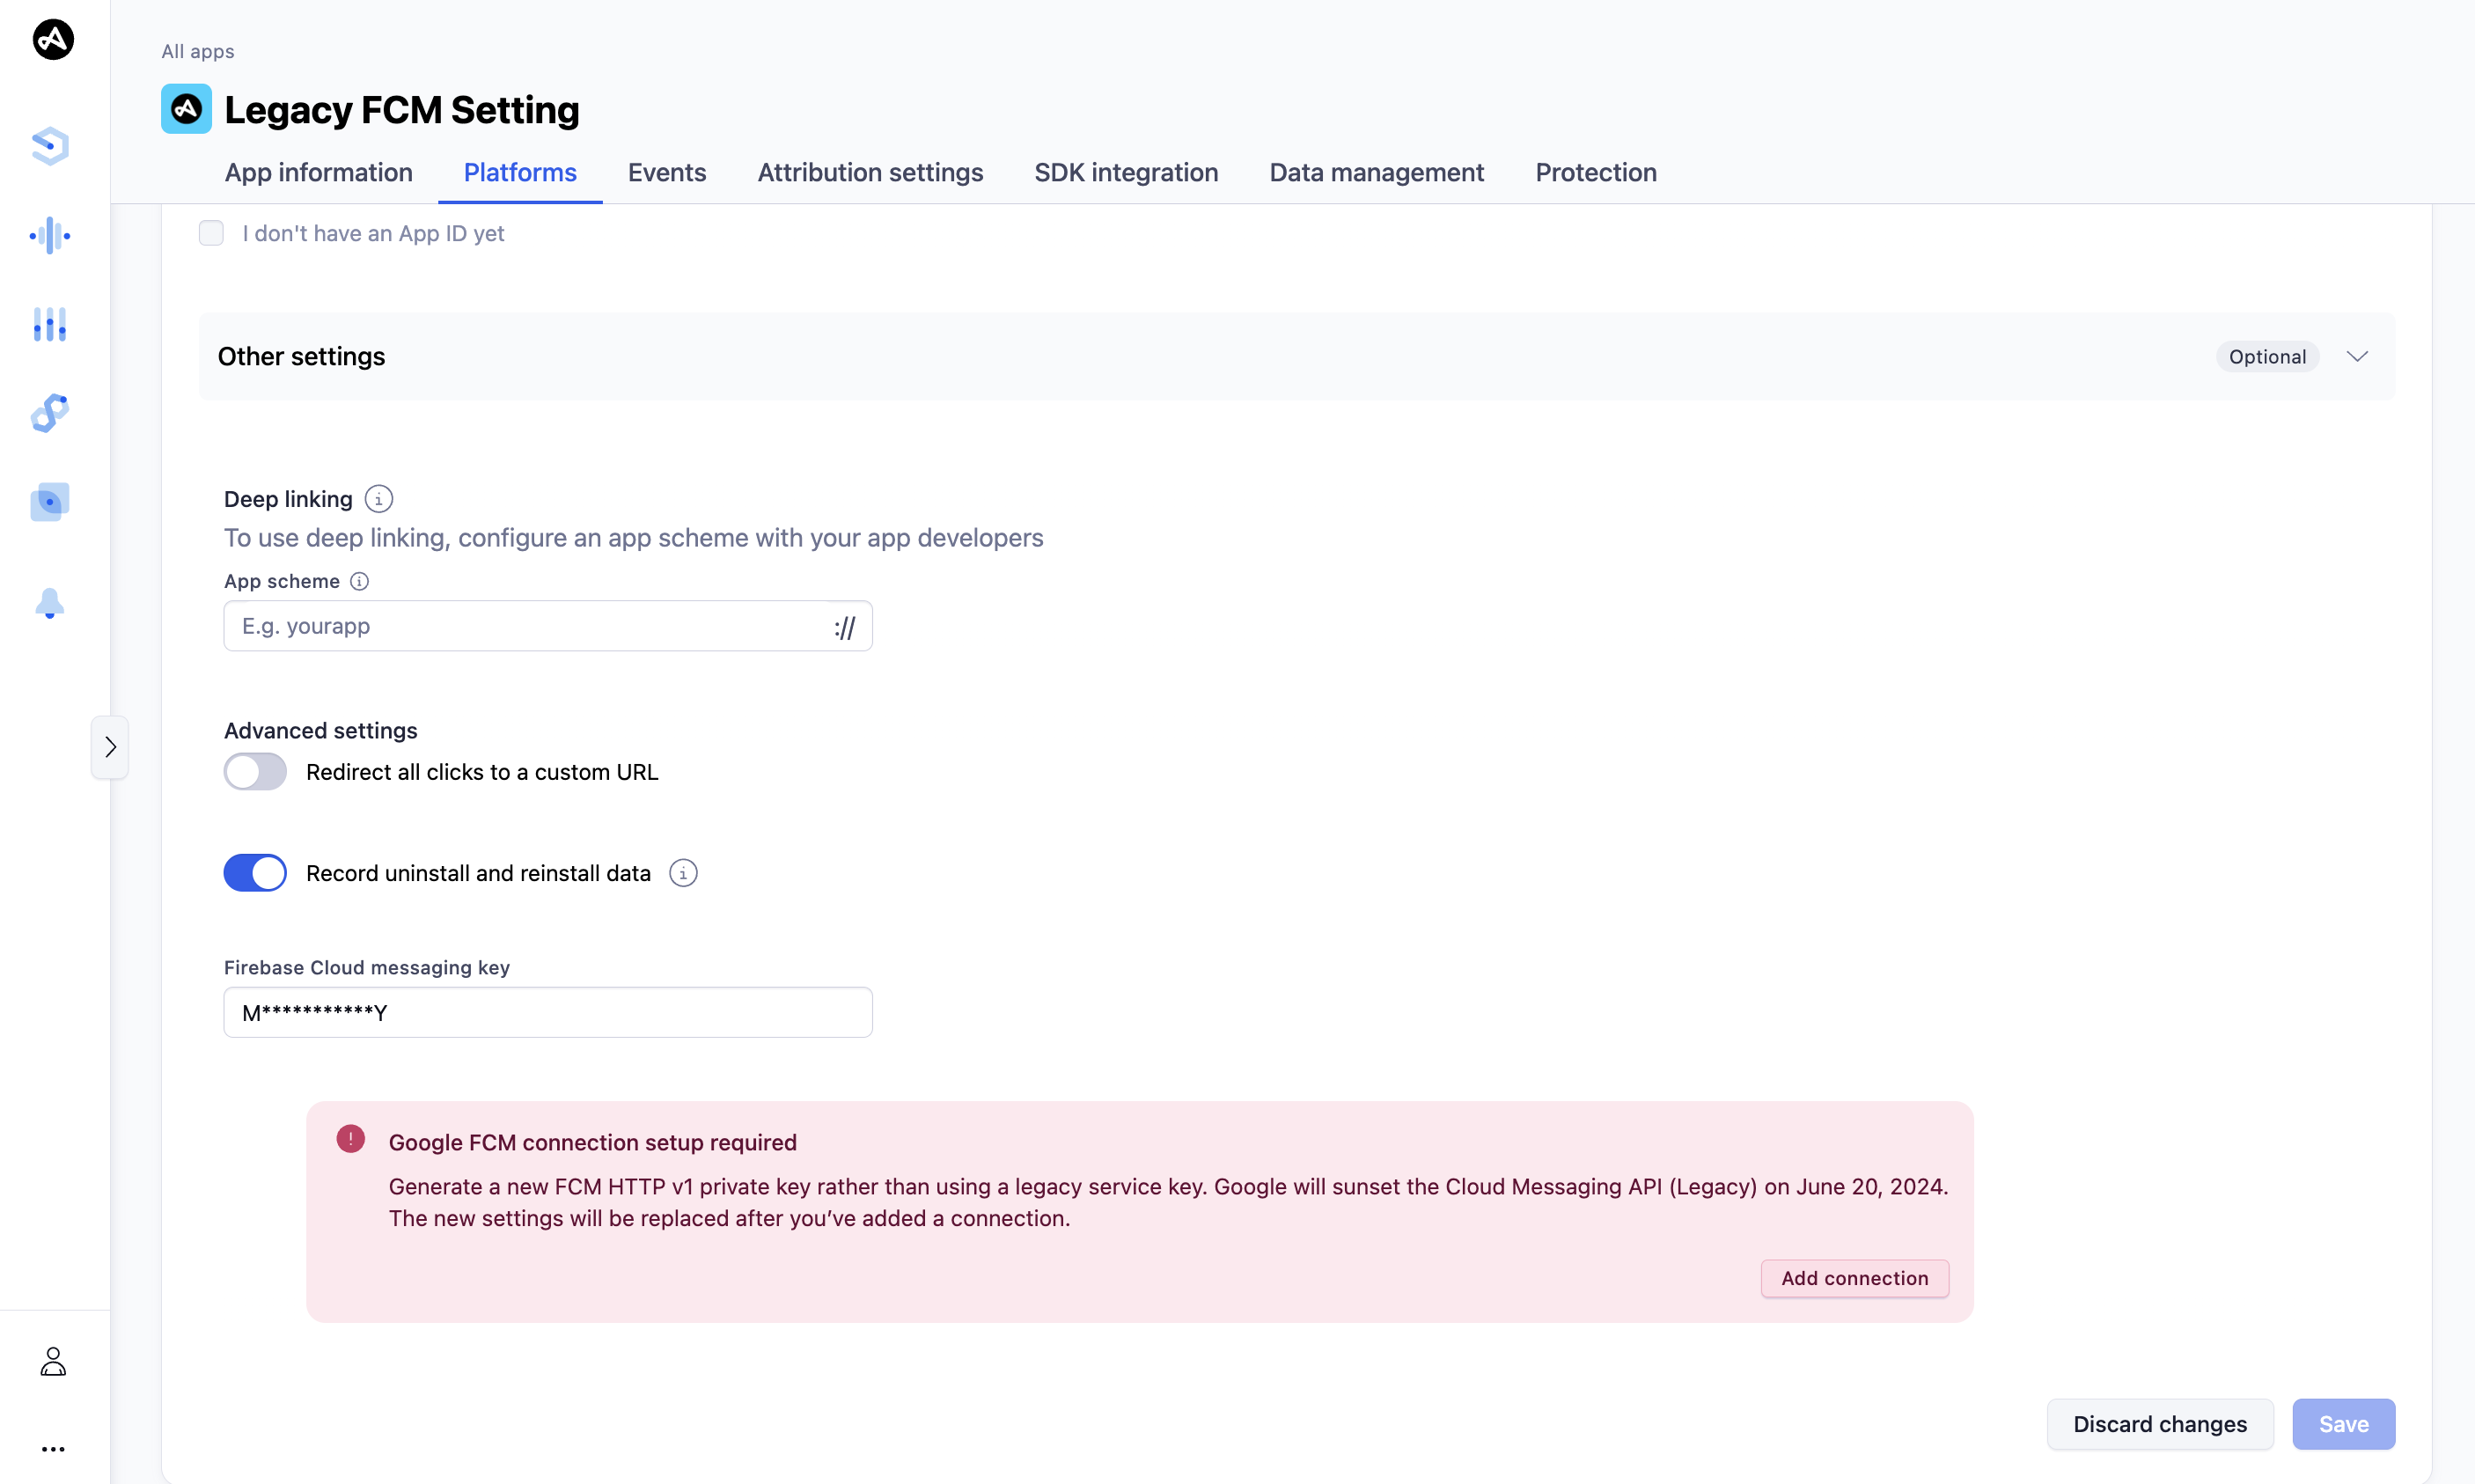 All apps
Legacy FCM Setting
App information
Platforms
Events
Attribution settings
SDK integration
Data management
Protection
I don't have an App ID yet
Other settings
Optional
Deep linking
To use deep linking, configure an app scheme with your app developers
App scheme
E.g. yourapp
://
Advanced settings
Redirect all clicks to a custom URL
Record uninstall and reinstall data
Firebase Cloud messaging key
M***********Y
Google FCM connection setup required
Generate a new FCM HTTP v1 private key rather than using a legacy service key. Google will sunset the Cloud Messaging API (Legacy) on June 20, 2024.
The new settings will be replaced after you’ve added a connection.
Add connection
Discard changes
Save